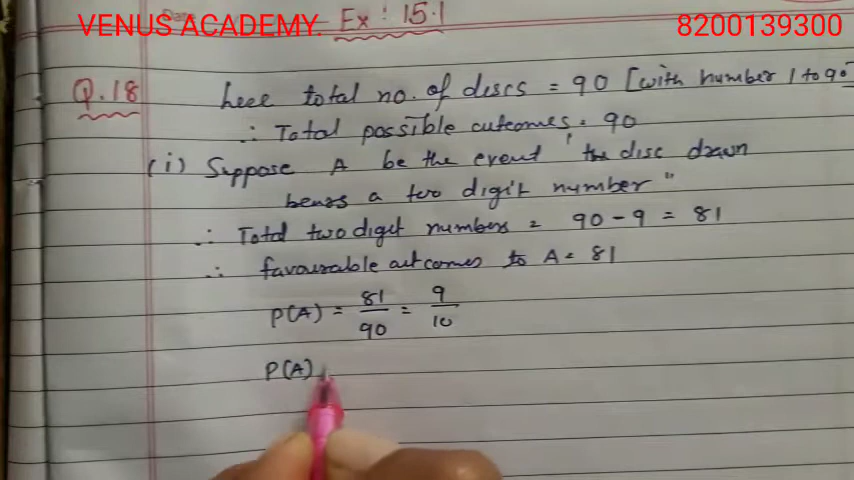 VENUS ACADEMY. Ex : 15.1 8200139300
Q.18 here total no. of discs = 90 [with number 1 to 90]
∴ Total possible outcomes = 90
(i) Suppose A be the event "the disc drawn
bears a two digit number"
∴ Total two digit numbers = 90 - 9 = 81
∴ favourable outcomes to A = 81
P(A) = 81/90 = 9/10
P(A)